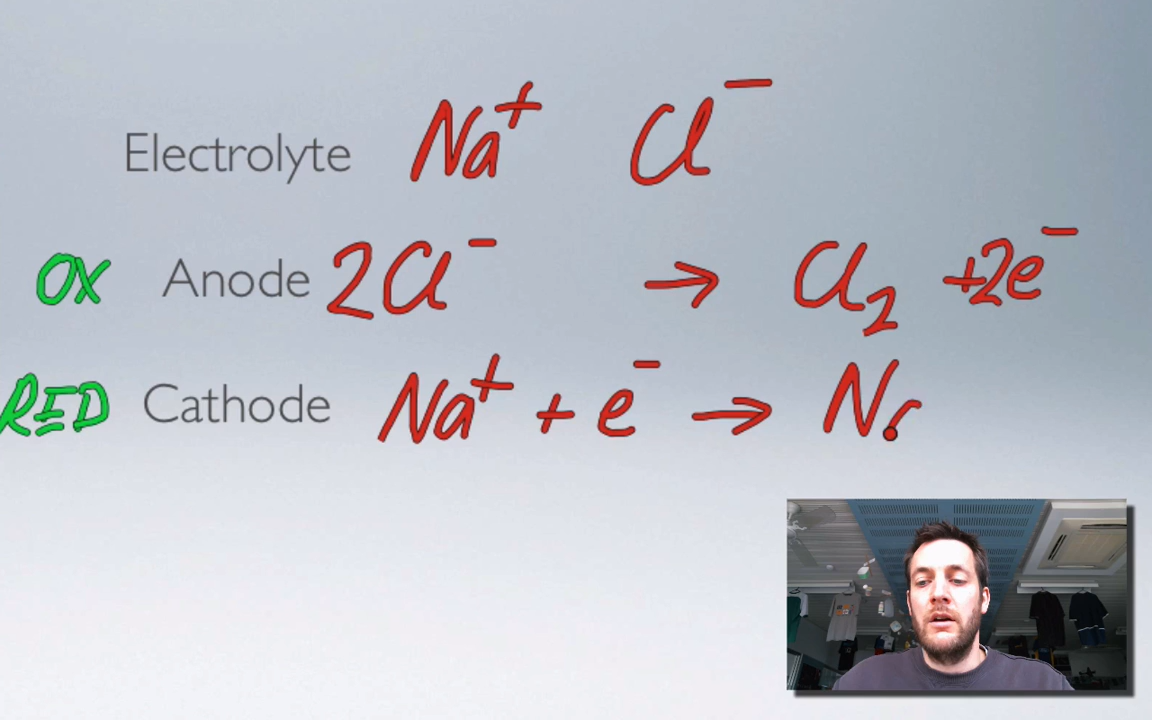 Electrolyte Na⁺ Cl⁻
OX Anode 2Cl⁻ → Cl₂ +2e⁻
RED Cathode Na⁺ + e⁻ → N